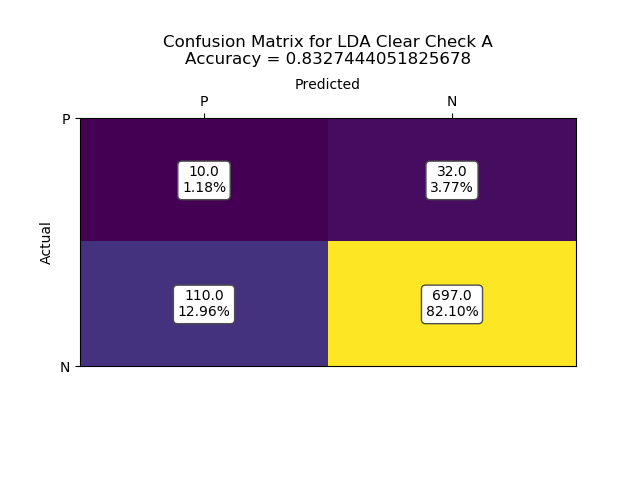 Confusion Matrix for LDA Clear Check A
Accuracy = 0.8327444051825678
Predicted
P N
P
10.0 32.0
1.18% 3.77%
Actual
110.0 697.0
12.96% 82.10%
N